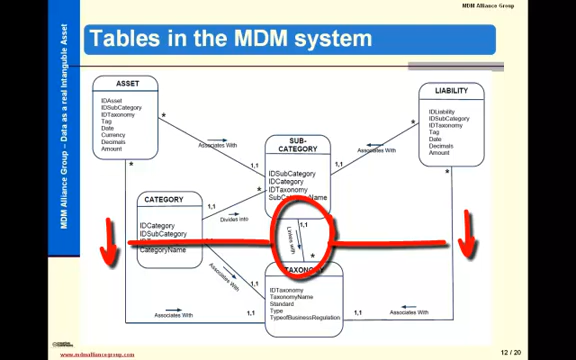 MDM Alliance Group
Tables in the MDM system
MDM Alliance Group – Data as a real Intangible Asset
ASSET
IDAsset
IDSubCategory
IDTaxonomy
Tag
Date
Currency
Decimals
Amount
LIABILITY
IDLiability
IDSubCategory
IDTaxonomy
Tag
Date
Decimals
Amount
SUB-
CATEGORY
IDSubCategory
IDCategory
IDTaxonomy
SubCategoryName
CATEGORY
IDCategory
IDSubCategory
CategoryName
TAXONOMY
IDTaxonomy
TaxonomyName
Standard
Type
TypeofBusinessRegulation
*
Associates With
1,1
*
Associates With
1,1
1,1
Divided into
*
1,1
Linkes with
*
1,1
Associates With
1,1
*
Associates With
1,1
*
Associates With
1,1
www.mdmalliancegroup.com
12 / 20